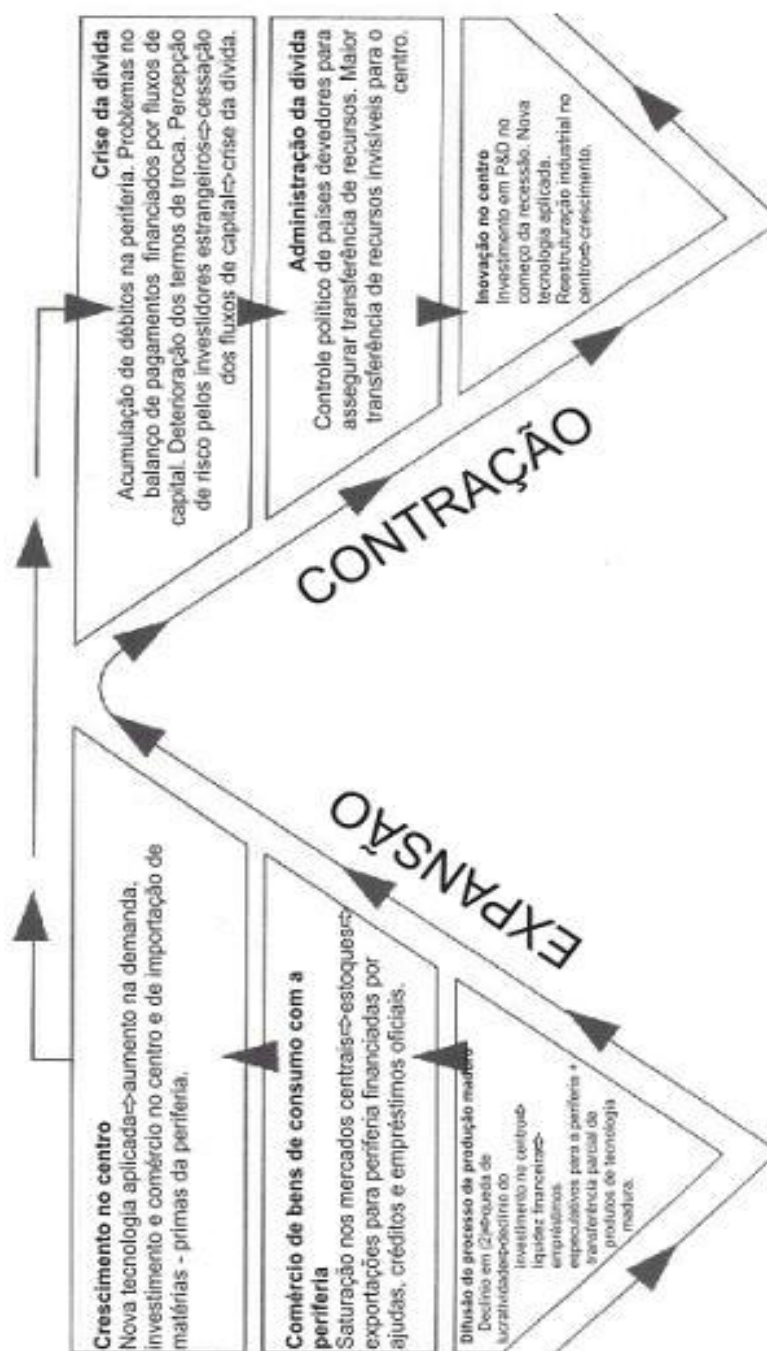 Crescimento no centro
Nova tecnologia aplicada⇨aumento na demanda,
investimento e comércio no centro e de importação de
matérias - primas da periferia.
Comércio de bens de consumo com a
periferia
Saturação nos mercados centrais⇨estoques⇨
exportações para periferia financiadas por
ajudas, créditos e empréstimos oficiais.
Difusão do processo de produção maduro
Declínio em (2)⇨queda de
lucratividade⇨declínio do
investimento no centro⇨
liquidez financeira⇨
empréstimos
especulativos para a periferia +
transferência parcial de
produtos de tecnologia
madura.
EXPANSÃO
CONTRAÇÃO
Crise da dívida
Acumulação de débitos na periferia. Problemas no
balanço de pagamentos financiados por fluxos de
capital. Deterioração dos termos de troca. Percepção
de risco pelos investidores estrangeiros⇨cessação
dos fluxos de capital⇨crise da dívida.
Administração da dívida
Controle político de países devedores para
assegurar transferência de recursos. Maior
transferência de recursos invisíveis para o
centro.
Inovação no centro
Investimento em P&D no
começo da recessão. Nova
tecnologia aplicada.
Reestruturação industrial no
centro⇨crescimento.